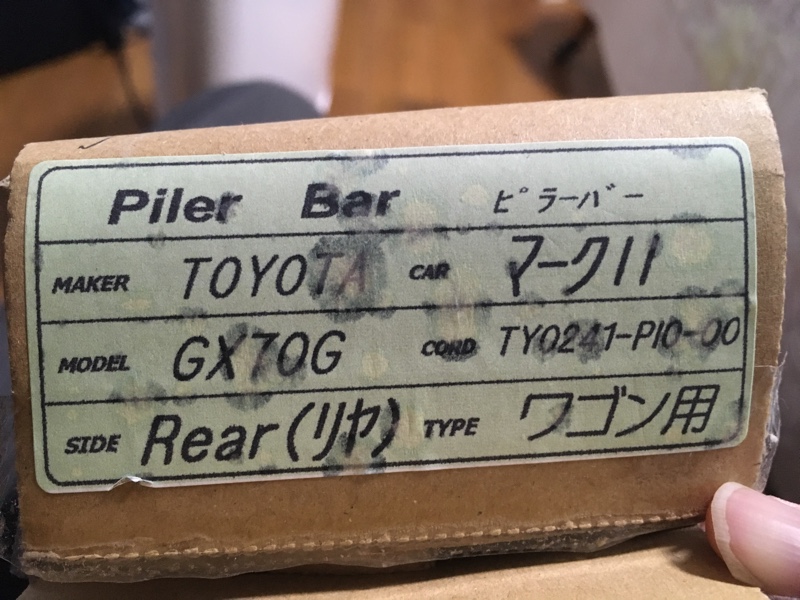 Piler Bar ピラーバー
MAKER TOYOTA CAR マークII
MODEL GX70G CORD TY0241-PI0-00
SIDE Rear(リヤ) TYPE ワゴン用